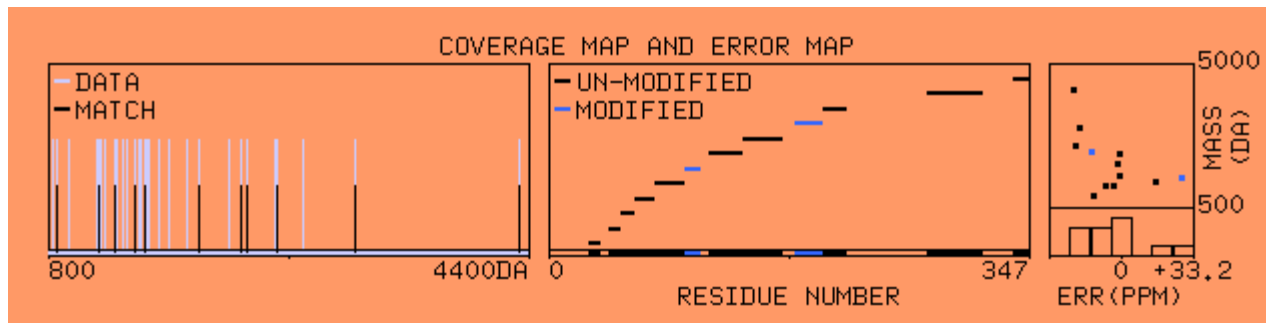 COVERAGE MAP AND ERROR MAP
DATA
MATCH
800
4400DA
UN-MODIFIED
MODIFIED
0
347
RESIDUE NUMBER
5000
MASS
(DA)
500
0
+33.2
ERR(PPM)